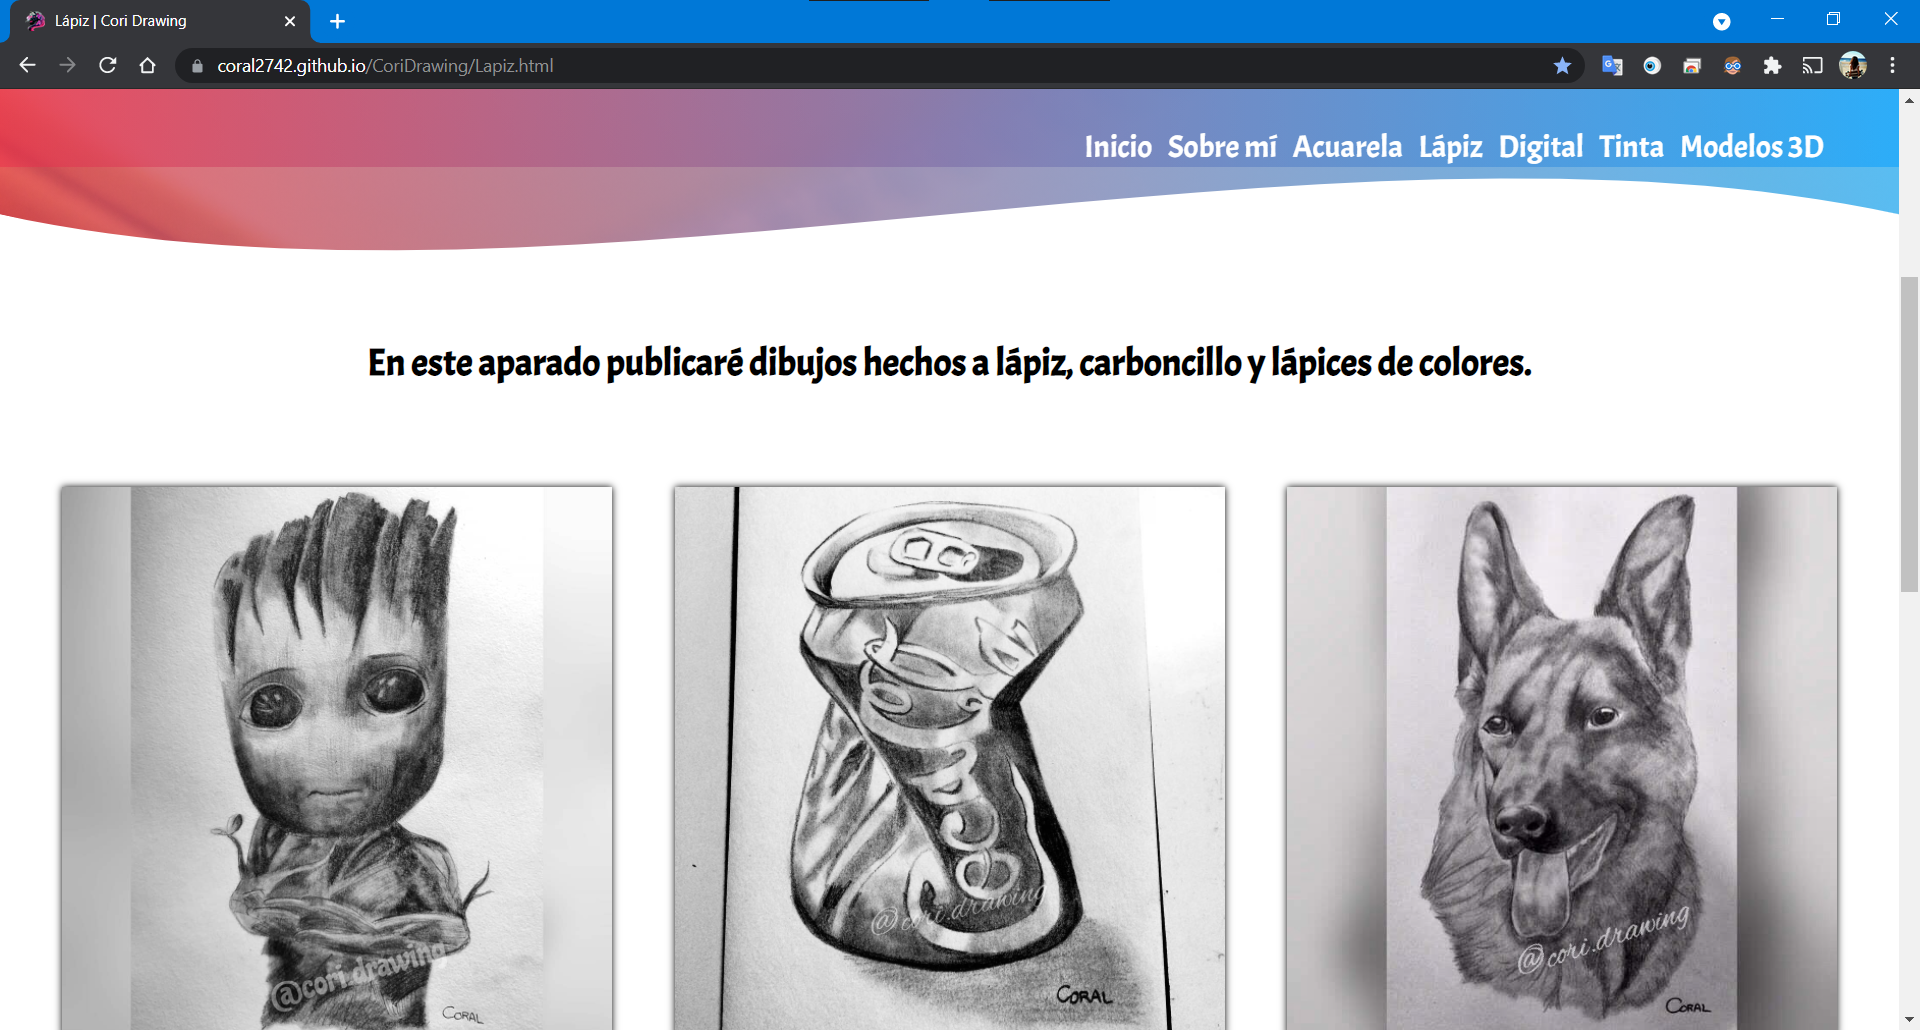 Lápiz | Cori Drawing
coral2742.github.io/CoriDrawing/Lapiz.html
Inicio Sobre mí Acuarela Lápiz Digital Tinta Modelos 3D
En este aparado publicaré dibujos hechos a lápiz, carboncillo y lápices de colores.
@cori.drawing
CORAL
@cori.drawing
CORAL
@cori.drawing
CORAL